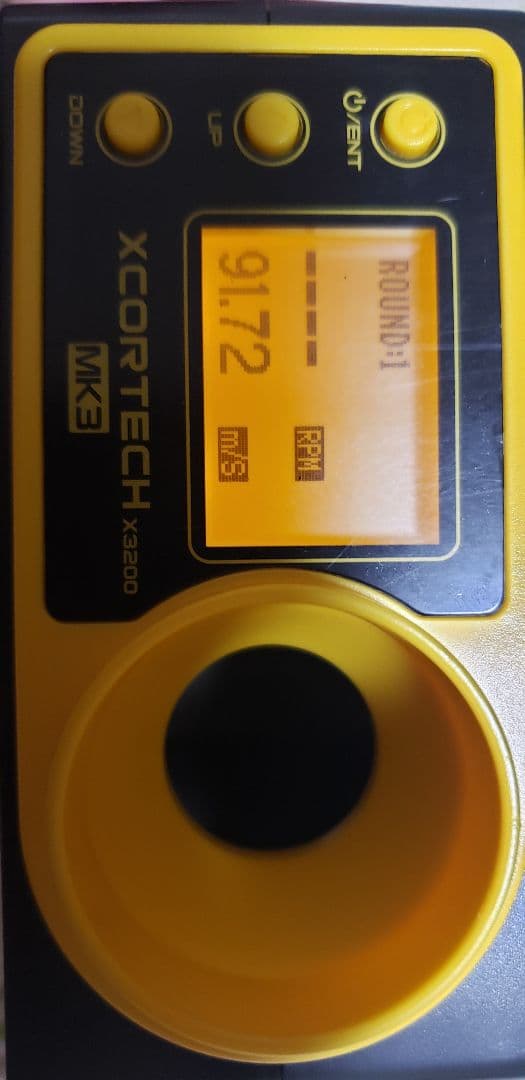 ⏻/ENT
UP
DOWN
ROUND:1
---- RPM
91.72 m/S
XCORTECH X3200
MK3